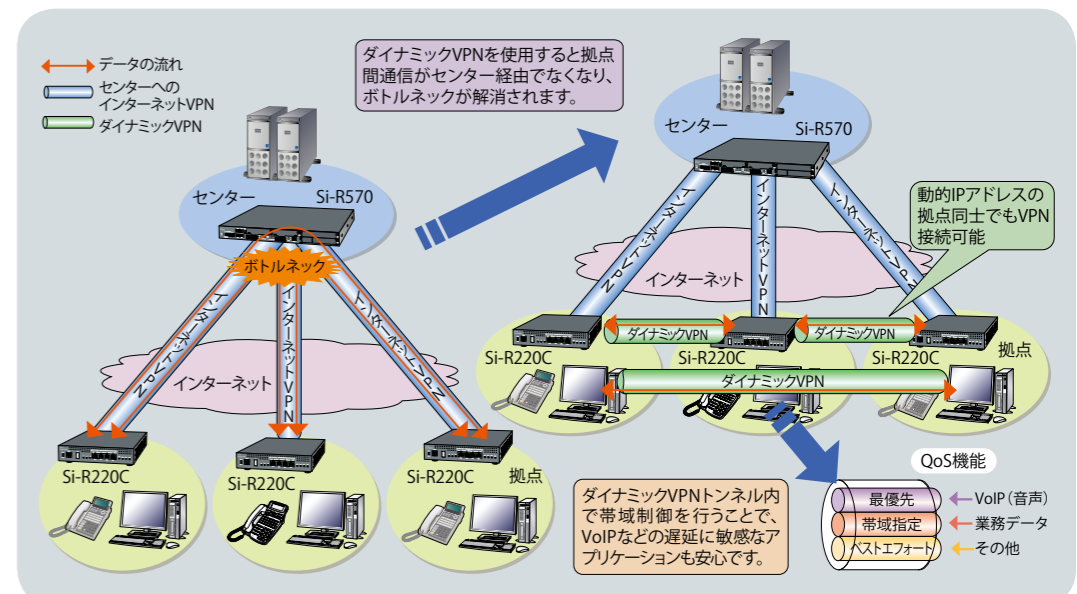 データの流れ
センターへの
インターネットVPN
ダイナミックVPN
ダイナミックVPNを使用すると拠点
間通信がセンター経由でなくなり、
ボトルネックが解消されます。
センター
Si-R570
ボトルネック
インターネットVPN
インターネットVPN
インターネットVPN
インターネット
Si-R220C
Si-R220C
Si-R220C
拠点
センター
Si-R570
インターネットVPN
インターネットVPN
インターネットVPN
動的IPアドレスの
拠点同士でもVPN
接続可能
インターネット
ダイナミックVPN
ダイナミックVPN
Si-R220C
Si-R220C
Si-R220C
拠点
ダイナミックVPN
ダイナミックVPNトンネル内
で帯域制御を行うことで、
VoIPなどの遅延に敏感なア
プリケーションも安心です。
QoS機能
最優先
VoIP（音声）
帯域指定
業務データ
ベストエフォート
その他